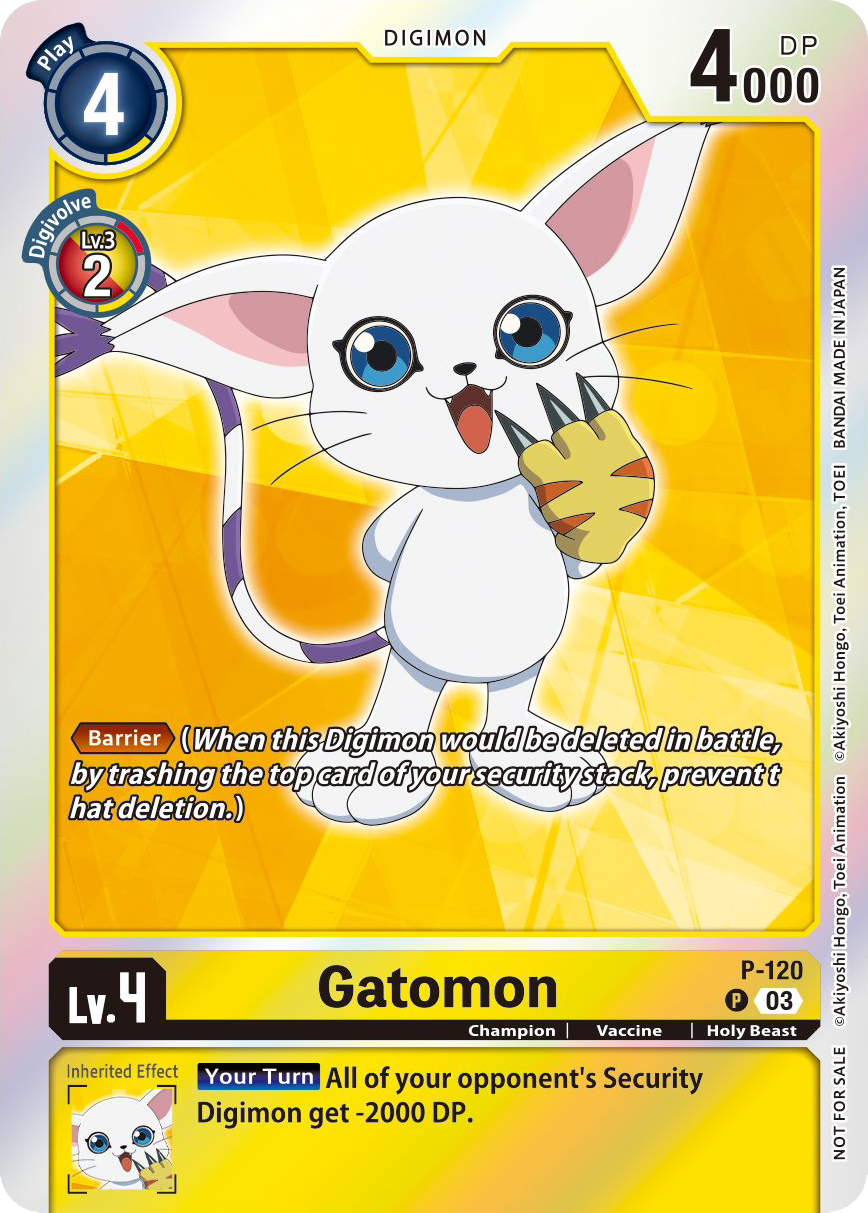 DIGIMON
Play
4
DP
4000
Digivolve
Lv.3
2
Barrier (When this Digimon would be deleted in battle,
by trashing the top card of your security stack, prevent t
hat deletion.)
Lv.4
Gatomon
P-120
P 03
Champion | Vaccine | Holy Beast
Inherited Effect
Your Turn All of your opponent's Security
Digimon get -2000 DP.
©Akiyoshi Hongo, Toei Animation, TOEI BANDAI MADE IN JAPAN
NOT FOR SALE ©Akiyoshi Hongo, Toei Animation